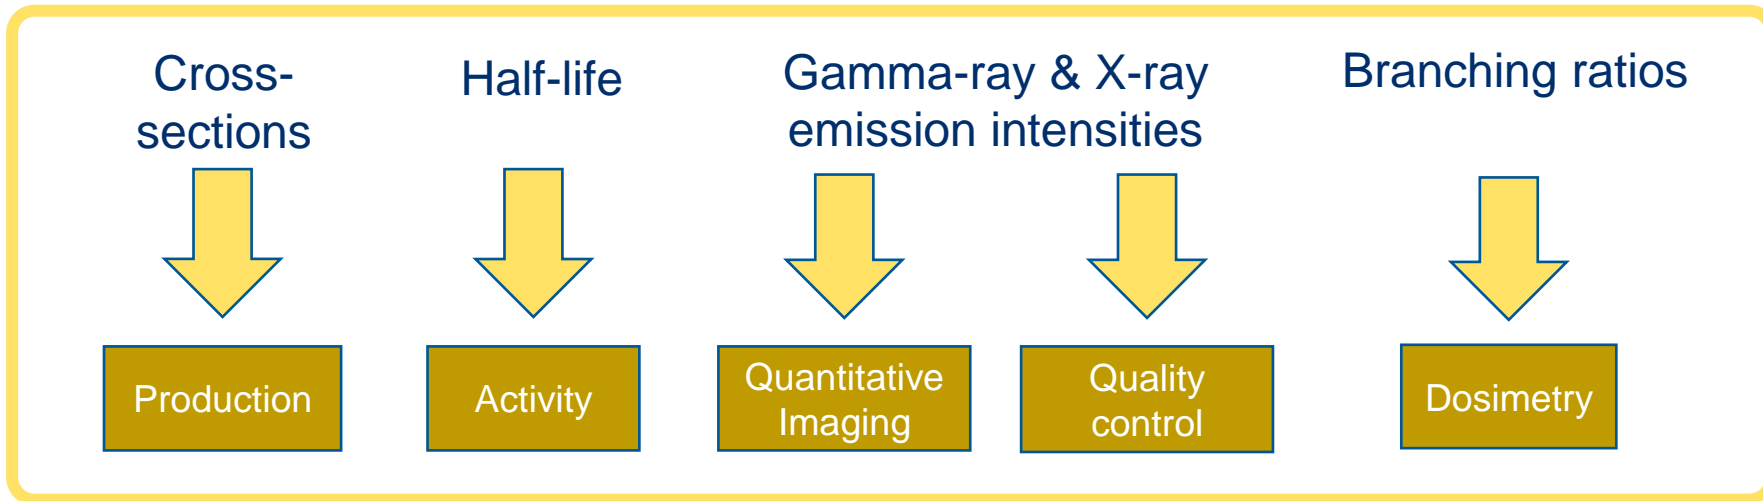 Cross-
sections
Half-life
Gamma-ray & X-ray
emission intensities
Branching ratios
Production
Activity
Quantitative
Imaging
Quality
control
Dosimetry